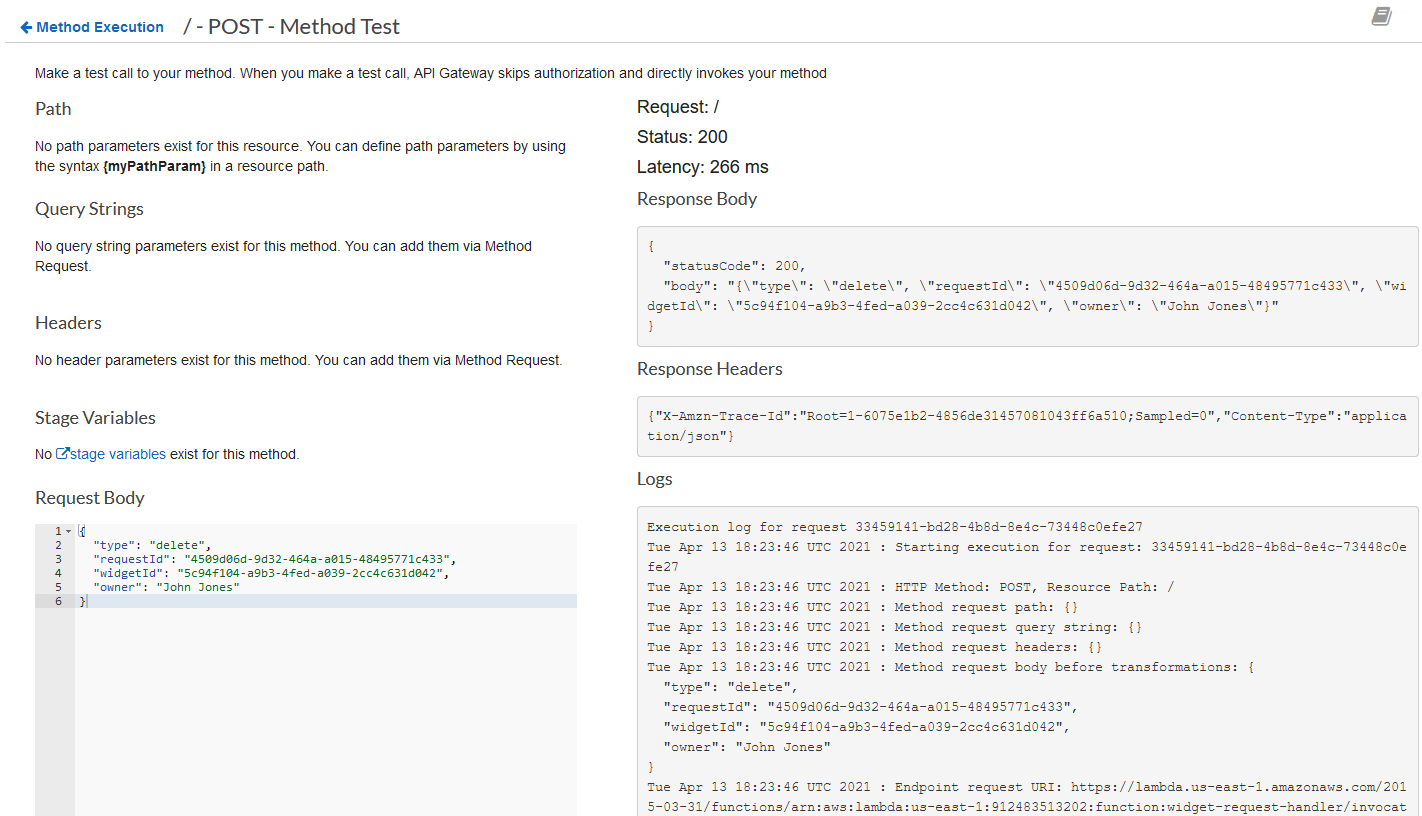 Method Execution / - POST - Method Test
Make a test call to your method. When you make a test call, API Gateway skips authorization and directly invokes your method
Path
No path parameters exist for this resource. You can define path parameters by using
the syntax {myPathParam} in a resource path.
Query Strings
No query string parameters exist for this method. You can add them via Method
Request.
Headers
No header parameters exist for this method. You can add them via Method Request.
Stage Variables
No stage variables exist for this method.
Request Body
1 {
2 "type": "delete",
3 "requestId": "4509d06d-9d32-464a-a015-48495771c433",
4 "widgetId": "5c94f104-a9b3-4fed-a039-2cc4c631d042",
5 "owner": "John Jones"
6 }
Request: /
Status: 200
Latency: 266 ms
Response Body
{
"statusCode": 200,
"body": "{\"type\": \"delete\", \"requestId\": \"4509d06d-9d32-464a-a015-48495771c433\", \"wi
dgetId\": \"5c94f104-a9b3-4fed-a039-2cc4c631d042\", \"owner\": \"John Jones\"}"
}
Response Headers
{"X-Amzn-Trace-Id":"Root=1-6075e1b2-4856de31457081043ff6a510;Sampled=0","Content-Type":"applica
tion/json"}
Logs
Execution log for request 33459141-bd28-4b8d-8e4c-73448c0efe27
Tue Apr 13 18:23:46 UTC 2021 : Starting execution for request: 33459141-bd28-4b8d-8e4c-73448c0e
fe27
Tue Apr 13 18:23:46 UTC 2021 : HTTP Method: POST, Resource Path: /
Tue Apr 13 18:23:46 UTC 2021 : Method request path: {}
Tue Apr 13 18:23:46 UTC 2021 : Method request query string: {}
Tue Apr 13 18:23:46 UTC 2021 : Method request headers: {}
Tue Apr 13 18:23:46 UTC 2021 : Method request body before transformations: {
"type": "delete",
"requestId": "4509d06d-9d32-464a-a015-48495771c433",
"widgetId": "5c94f104-a9b3-4fed-a039-2cc4c631d042",
"owner": "John Jones"
}
Tue Apr 13 18:23:46 UTC 2021 : Endpoint request URI: https://lambda.us-east-1.amazonaws.com/201
5-03-31/functions/arn:aws:lambda:us-east-1:912483513202:function:widget-request-handler/invocat